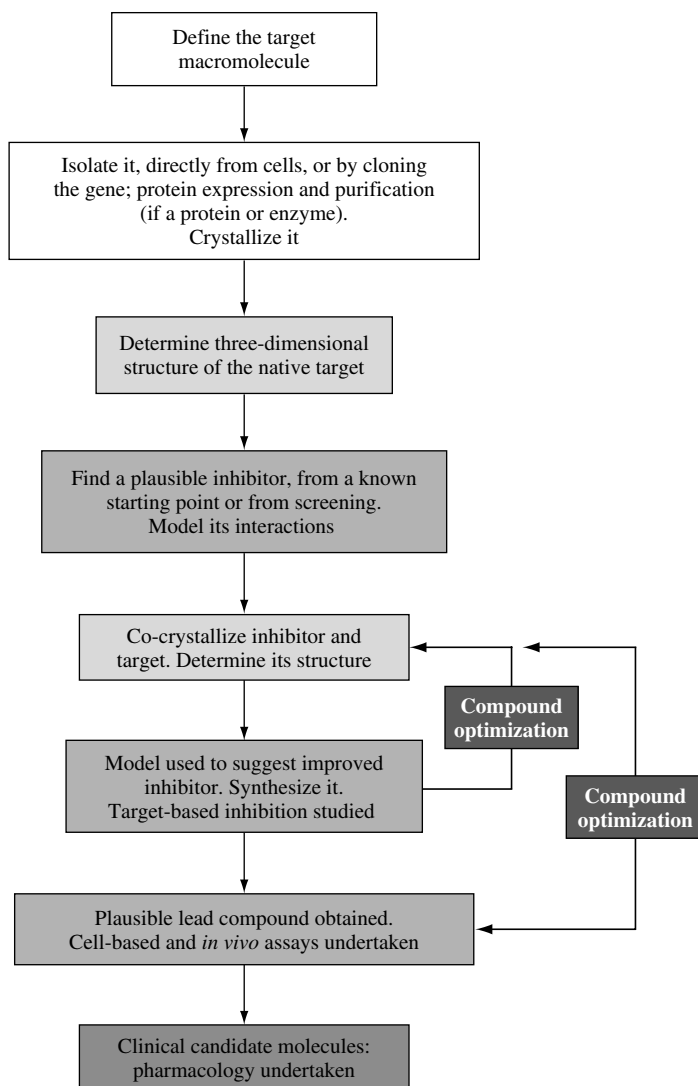 Define the target
macromolecule
Isolate it, directly from cells, or by cloning
the gene; protein expression and purification
(if a protein or enzyme).
Crystallize it
Determine three-dimensional
structure of the native target
Find a plausible inhibitor, from a known
starting point or from screening.
Model its interactions
Co-crystallize inhibitor and
target. Determine its structure
Compound
optimization
Model used to suggest improved
inhibitor. Synthesize it.
Target-based inhibition studied
Compound
optimization
Plausible lead compound obtained.
Cell-based and in vivo assays undertaken
Clinical candidate molecules:
pharmacology undertaken